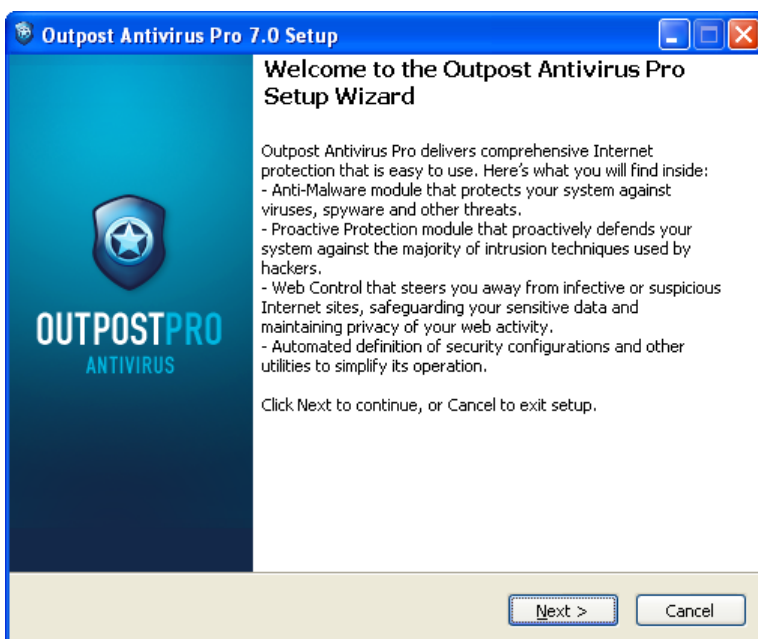 Outpost Antivirus Pro 7.0 Setup
Welcome to the Outpost Antivirus Pro
Setup Wizard
Outpost Antivirus Pro delivers comprehensive Internet
protection that is easy to use. Here's what you will find inside:
- Anti-Malware module that protects your system against
viruses, spyware and other threats.
- Proactive Protection module that proactively defends your
system against the majority of intrusion techniques used by
hackers.
- Web Control that steers you away from infective or suspicious
Internet sites, safeguarding your sensitive data and
maintaining privacy of your web activity.
- Automated definition of security configurations and other
utilities to simplify its operation.
Click Next to continue, or Cancel to exit setup.
OUTPOSTPRO
ANTIVIRUS
Next >
Cancel